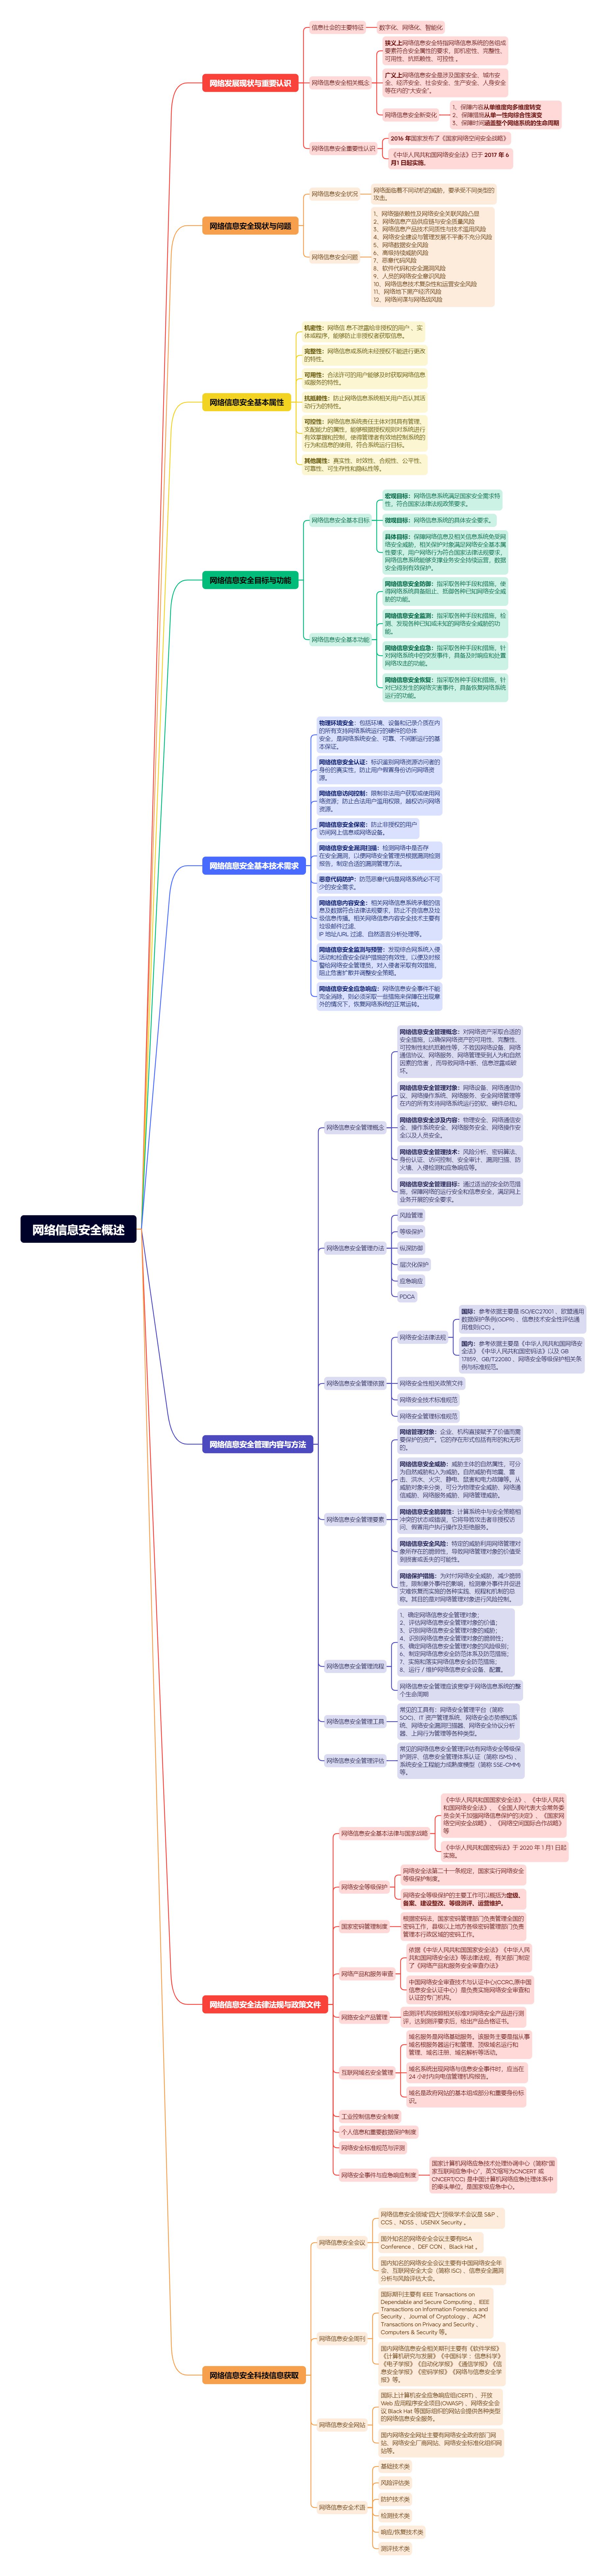 网络信息安全概述
网络发展现状与重要认识
信息社会的主要特征
数字化、网络化、智能化
网络信息安全相关概念
狭义上网络信息安全特指网络信息系统的各组成
要素符合安全属性的要求,即机密性、完整性、
可用性、抗抵赖性、可控性 。
广义上网络信息安全是涉及国家安全、城市安
全、经济安全、社会安全、生产安全、人身安全
等在内的“大安全”。
网络信息安全新变化
1、保障内容从单维度向多维度转变
2、保障措施从单一性向综合性演变
3、保障时间涵盖整个网络系统的生命周期
网络信息安全重要性认识
2016 年国家发布了《国家网络空间安全战略》
《中华人民共和国网络安全法》已于 2017 年 6
月1 日起实施。
网络信息安全现状与问题
网络信息安全状况
网络面临着不同动机的威胁,要承受不同类型的
攻击。
网络信息安全问题
1、网络强依赖性及网络安全关联风险凸显
2、网络信息产品供应链与安全质量风险
3、网络信息产品技术同质性与技术滥用风险
4、网络安全建设与管理发展不平衡不充分风险
5、网络数据安全风险
6、高级持续威胁风险
7、恶意代码风险
8、软件代码和安全漏洞风险
9、人员的网络安全意识风险
10、网络信息技术复杂性和运营安全风险
11、网络地下黑产经济风险
12、网络间谍与网络战风险
网络信息安全基本属性
机密性:网络信 息不泄露给非授权的用户 、实
体或程序,能够防止非授权者获取信息。
完整性:网络信息或系统未经授权不能进行更改
的特性。
可用性:合法许可的用户能够及时获取网络信息
或服务的特性。
抗抵赖性:防止网络信息系统相关用户否认其活
动行为的特性。
可控性:网络信息系统责任主体对其具有管理、
支配能力的属性,能够根据授权规则对系统进行
有效掌握和控制,使得管理者有效地控制系统的
行为和信息的使用,符合系统运行目标。
其他属性:真实性、时效性、合规性、公平性、
可靠性、可生存性和隐私性等。
网络信息安全目标与功能
网络信息安全基本目标
宏观目标:网络信息系统满足国家安全需求特
性,符合国家法律法规政策要求。
微观目标:网络信息系统的具体安全要求。
具体目标:保障网络信息及相关信息系统免受网
络安全威胁,相关保护对象满足网络安全基本属
性要求,用户网络行为符合国家法律法规要求,
网络信息系统能够支撑业务安全持续运营,数据
安全得到有效保护。
网络信息安全基本功能
网络信息安全防御:指采取各种手段和措施,使
得网络系统具备阻止、抵御各种已知网络安全威
胁的功能。
网络信息安全监测:指采取各种手段和措施,检
测、发现各种已知或未知的网络安全威胁的功
能。
网络信息安全应急:指采取各种手段和措施,针
对网络系统中的突发事件,具备及时响应和处置
网络攻击的功能。
网络信息安全恢复:指采取各种手段和措施,针
对已经发生的网络灾害事件,具备恢复网络系统
运行的功能。
网络信息安全基本技术需求
物理环境安全:包括环境、设备和记录介质在内
的所有支持网络系统运行的硬件的总体
安全,是网络系统安全、可靠、不间断运行的基
本保证。
网络信息安全认证:标识鉴别网络资源访问者的
身份的真实性,防止用户假冒身份访问网络资
源。
网络信息访问控制:限制非法用户获取或使用网
络资源;防止合法用户滥用权限,越权访问网络
资源。
网络信息安全保密:防止非授权的用户
访问网上信息或网络设备。
网络信息安全漏洞扫描:检测网络中是否存
在安全漏洞,以便网络安全管理员根据漏洞检测
报告,制定合适的漏洞管理方法。
恶意代码防护:防范恶意代码是网络系统必不可
少的安全需求。
网络信息内容安全:相关网络信息系统承载的信
息及数据符合法律法规要求,防止不良信息及垃
圾信息传播。相关网络信息内容安全技术主要有
垃圾邮件过滤、
IP 地址/URL 过滤、自然语言分析处理等。
网络信息安全监测与预警:发现综合网系统入侵
活动和检查安全保护措施的有效性,以便及时报
警给网络安全管理员,对入侵者采取有效措施,
阻止危害扩散并调整安全策略。
网络信息安全应急响应:网络信息安全事件不能
完全消除,则必须采取一些措施来保障在出现意
外的情况下,恢复网络系统的正常运转。
网络信息安全管理内容与方法
网络信息安全管理概念
网络信息安全管理概念:对网络资产采取合适的
安全措施,以确保网络资产的可用性、完整性、
可控制性和抗抵赖性等,不致因网络设备、网络
通信协议、网络服务、网络管理受到人为和自然
因素的危害 ,而导致网络中断、信息泄露或破
坏。
网络信息安全管理对象:网络设备、网络通信协
议、网络操作系统、网络服务、安全网络管理等
在内的所有支持网络系统运行的软、硬件总和。
网络信息安全涉及内容:物理安全、网络通信安
全、操作系统安全、网络服务安全、网络操作安
全以及人员安全。
网络信息安全管理技术:风险分析、密码算法、
身份认证、访问控制、安全审计、漏洞扫描、防
火墙、入侵检测和应急响应等。
网络信息安全管理目标:通过适当的安全防范措
施,保障网络的运行安全和信息安全,满足网上
业务开展的安全要求。
网络信息安全管理办法
风险管理
等级保护
纵深防御
层次化保护
应急响应
PDCA
网络信息安全管理依据
网络安全法律法规
国际:参考依据主要是 ISO/IEC27001 、欧盟通用
数据保护条例(GDPR) 、信息技术安全性评估通
用准则(CC) 。
国内:参考依据主要是《中华人民共和国网络安
全法》《中华人民共和国密码法》以及 GB
17859、GB/T22080 、网络安全等级保护相关条
例与标准规范。
网络安全性相关政策文件
网络安全技术标准规范
网络安全管理标准规范
网络信息安全管理要素
网络管理对象:企业、机构直接赋予了价值而需
要保护的资产。它的存在形式包括有形的和无形
的。
网络信息安全威胁:威胁主体的自然属性,可分
为自然威胁和人为威胁。自然威胁有地震、雷
击、洪水、火灾、静电、鼠害和电力故障等。从
威胁对象来分类,可分为物理安全威胁、网络通
信威胁、网络服务威胁、网络管理威胁。
网络信息安全脆弱性:计算系统中与安全策略相
冲突的状态或错误,它将导致攻击者非授权访
问、假冒用户执行操作及拒绝服务。
网络信息安全风险:特定的威胁利用网络管理对
象所存在的脆弱性,导致网络管理对象的价值受
到损害或丢失的可能性。
网络保护措施:为对付网络安全威胁,减少脆弱
性,限制意外事件的影响,检测意外事件并促进
灾难恢复而实施的各种实践、规程和机制的总
称。其目的是对网络管理对象进行风险控制。
网络信息安全管理流程
1、确定网络信息安全管理对象;
2、评估网络信息安全管理对象的价值;
3、识别网络信息安全管理对象的威胁;
4、识别网络信息安全管理对象的脆弱性;
5、确定网络信息安全管理对象的风险级别;
6、制定网络信息安全防范体系及防范措施;
7、实施和落实网络信息安全防范措施;
8、运行 / 维护网络信息安全设备、配置。
网络信息安全管理应该贯穿于网络信息系统的整
个生命周期
网络信息安全管理工具
常见的工具有:网络安全管理平台(简称
SOC)、IT 资产管理系统、网络安全态势感知系
统、网络安全漏洞扫描器、网络安全协议分析
器、上网行为管理等各种类型。
网络信息安全管理评估
常见的网络信息安全管理评估有网络安全等级保
护测评、信息安全管理体系认证(简称 ISMS) 、
系统安全工程能力成熟度模型(简称 SSE-CMM)
等。
网络信息安全法律法规与政策文件
网络信息安全基本法律与国家战略
《中华人民共和国国家安全法》、《中华人民共
和国网络安全法》、《全国人民代表大会常务委
员会关于加强网络信息保护的决定》、《国家网
络空间安全战略》、《网络空间国际合作战略》
等
《中华人民共和国密码法》于 2020 年 1 月1 日起
实施。
网络安全等级保护
网络安全法第二十一条规定,国家实行网络安全
等级保护制度。
网络安全等级保护的主要工作可以概括为定级、
备案、建设整改、等级测评、运营维护。
国家密码管理制度
根据密码法,国家密码管理部门负责管理全国的
密码工作,县级以上地方各级密码管理部门负责
管理本行政区域的密码工作。
网络产品和服务审查
依据《中华人民共和国国家安全法》《中华人民
共和国网络安全法》等法律法规,有关部门制定
了《网络产品和服务安全审查办法》
中国网络安全审查技术与认证中心(CCRC,原中国
信息安全认证中心）是负责实施网络安全审查和
认证的专门机构。
网路安全产品管理
由测评机构按照相关标准对网络安全产品进行测
评,达到测评要求后,给出产品合格证书。
互联网域名安全管理
域名服务是网络基础服务。该服务主要是指从事
域名根服务器运行和管理、顶级域名运行和
管理、域名注册、域名解析等活动。
域名系统出现网络与信息安全事件时,应当在
24 小时内向电信管理机构报告。
域名是政府网站的基本组成部分和重要身份标
识。
工业控制信息安全制度
个人信息和重要数据保护制度
网络安全标准规范与评测
网络安全事件与应急响应制度
国家计算机网络应急技术处理协调中心（简称“国
家互联网应急中心”,英文缩写为CNCERT 或
CNCERT/CC) 是中国计算机网络应急处理体系中
的牵头单位,是国家级应急中心。
网络信息安全科技信息获取
网络信息安全会议
网络信息安全领域“四大”顶级学术会议是 S&P 、
CCS 、NDSS 、USENIX Security 。
国外知名的网络安全会议主要有RSA
Conference 、DEF CON 、Black Hat 。
国内知名的网络安全会议主要有中国网络安全年
会、互联网安全大会（简称 ISC) 、信息安全漏洞
分析与风险评估大会。
网络信息安全周刊
国际期刊主要有 IEEE Transactions on
Dependable and Secure Computing 、IEEE
Transactions on Information Forensics and
Security 、Journal of Cryptology 、ACM
Transactions on Privacy and Security 、
Computers & Security 等。
国内网络信息安全相关期刊主要有《软件学报》
《计算机研究与发展》《中国科学 : 信息科学》
《电子学报》《自动化学报》《通信学报》《信
息安全学报》《密码学报》《网络与信息安全学
报》等。
网络信息安全网站
国际上计算机安全应急响应组(CERT) 、开放
Web 应用程序安全项目(OWASP) 、网络安全会
议 Black Hat 等国际组织的网站会提供各种类型
的网络信息安全服务。
国内网络安全网址主要有网络安全政府部门网
站、网络安全厂商网站、网络安全标准化组织网
站等。
网络信息安全术语
基础技术类
风险评估类
防护技术类
检测技术类
响应/恢复技术类
测评技术类